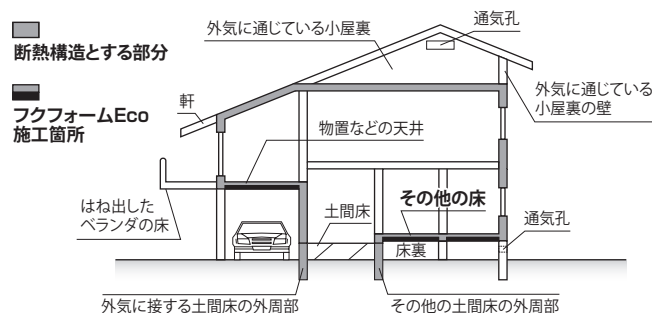 断熱構造とする部分
フクフォームEco
施工箇所
外気に通じている小屋裏
通気孔
外気に通じている
小屋裏の壁
軒
物置などの天井
はね出した
ベランダの床
土間床
その他の床
床裏
通気孔
外気に接する土間床の外周部
その他の土間床の外周部